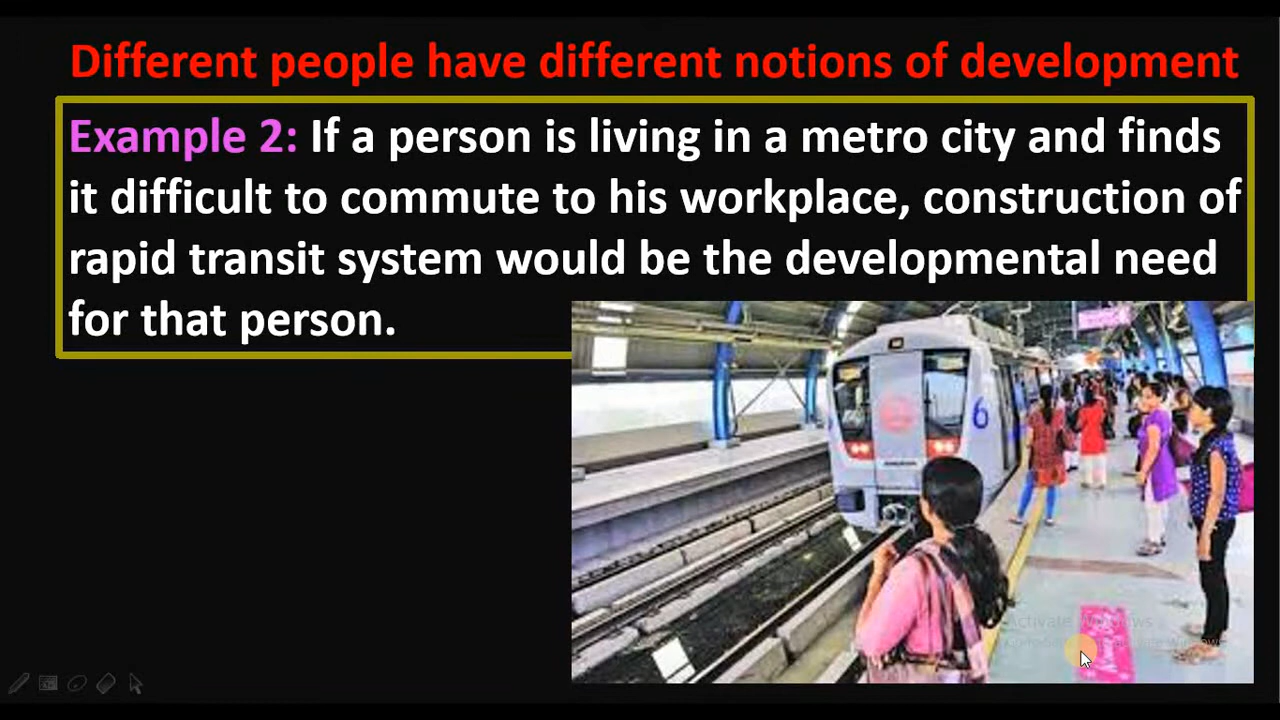 Different people have different notions of development
Example 2: If a person is living in a metro city and finds
it difficult to commute to his workplace, construction of
rapid transit system would be the developmental need
for that person.
6
Activate Windows